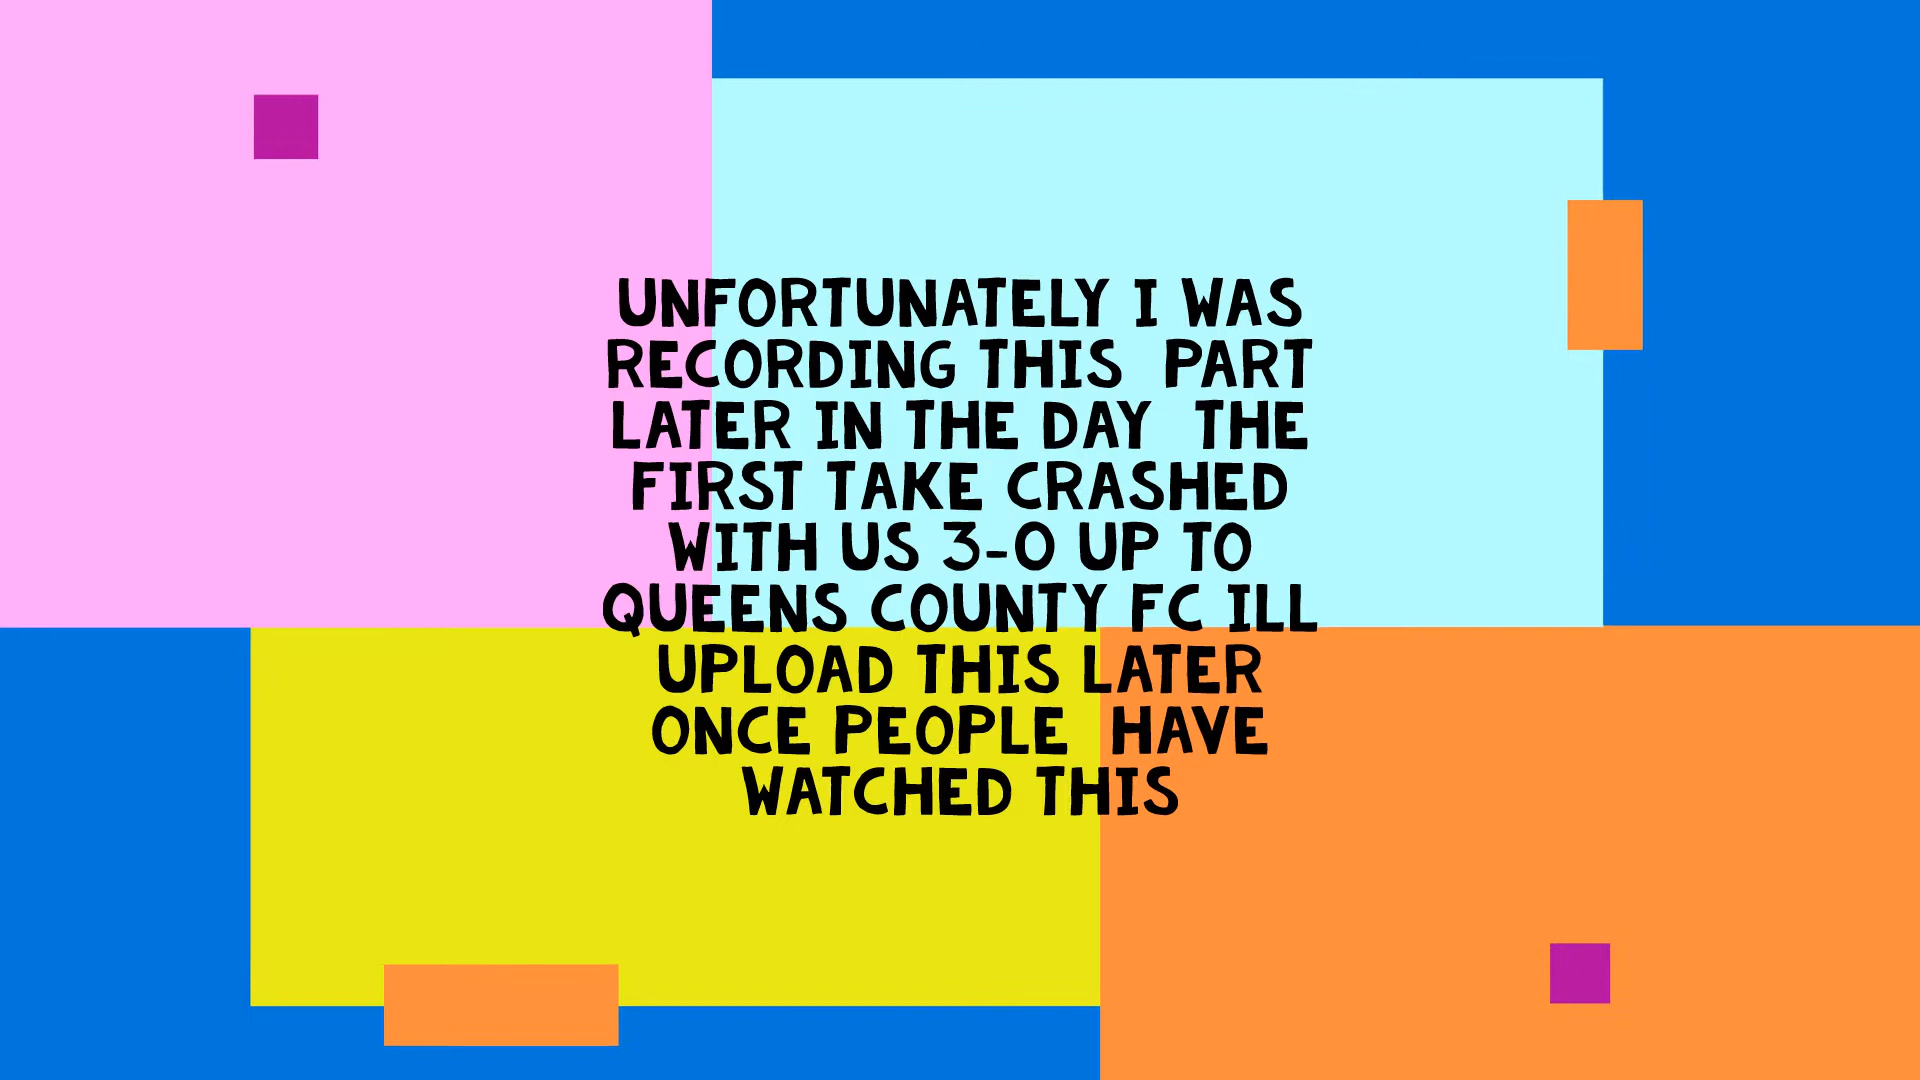 UNFORTUNATELY I WAS
RECORDING THIS  PART
LATER IN THE DAY  THE
FIRST TAKE CRASHED
WITH US 3-0 UP TO
QUEENS COUNTY FC ILL
UPLOAD THIS LATER
ONCE PEOPLE  HAVE
WATCHED THIS